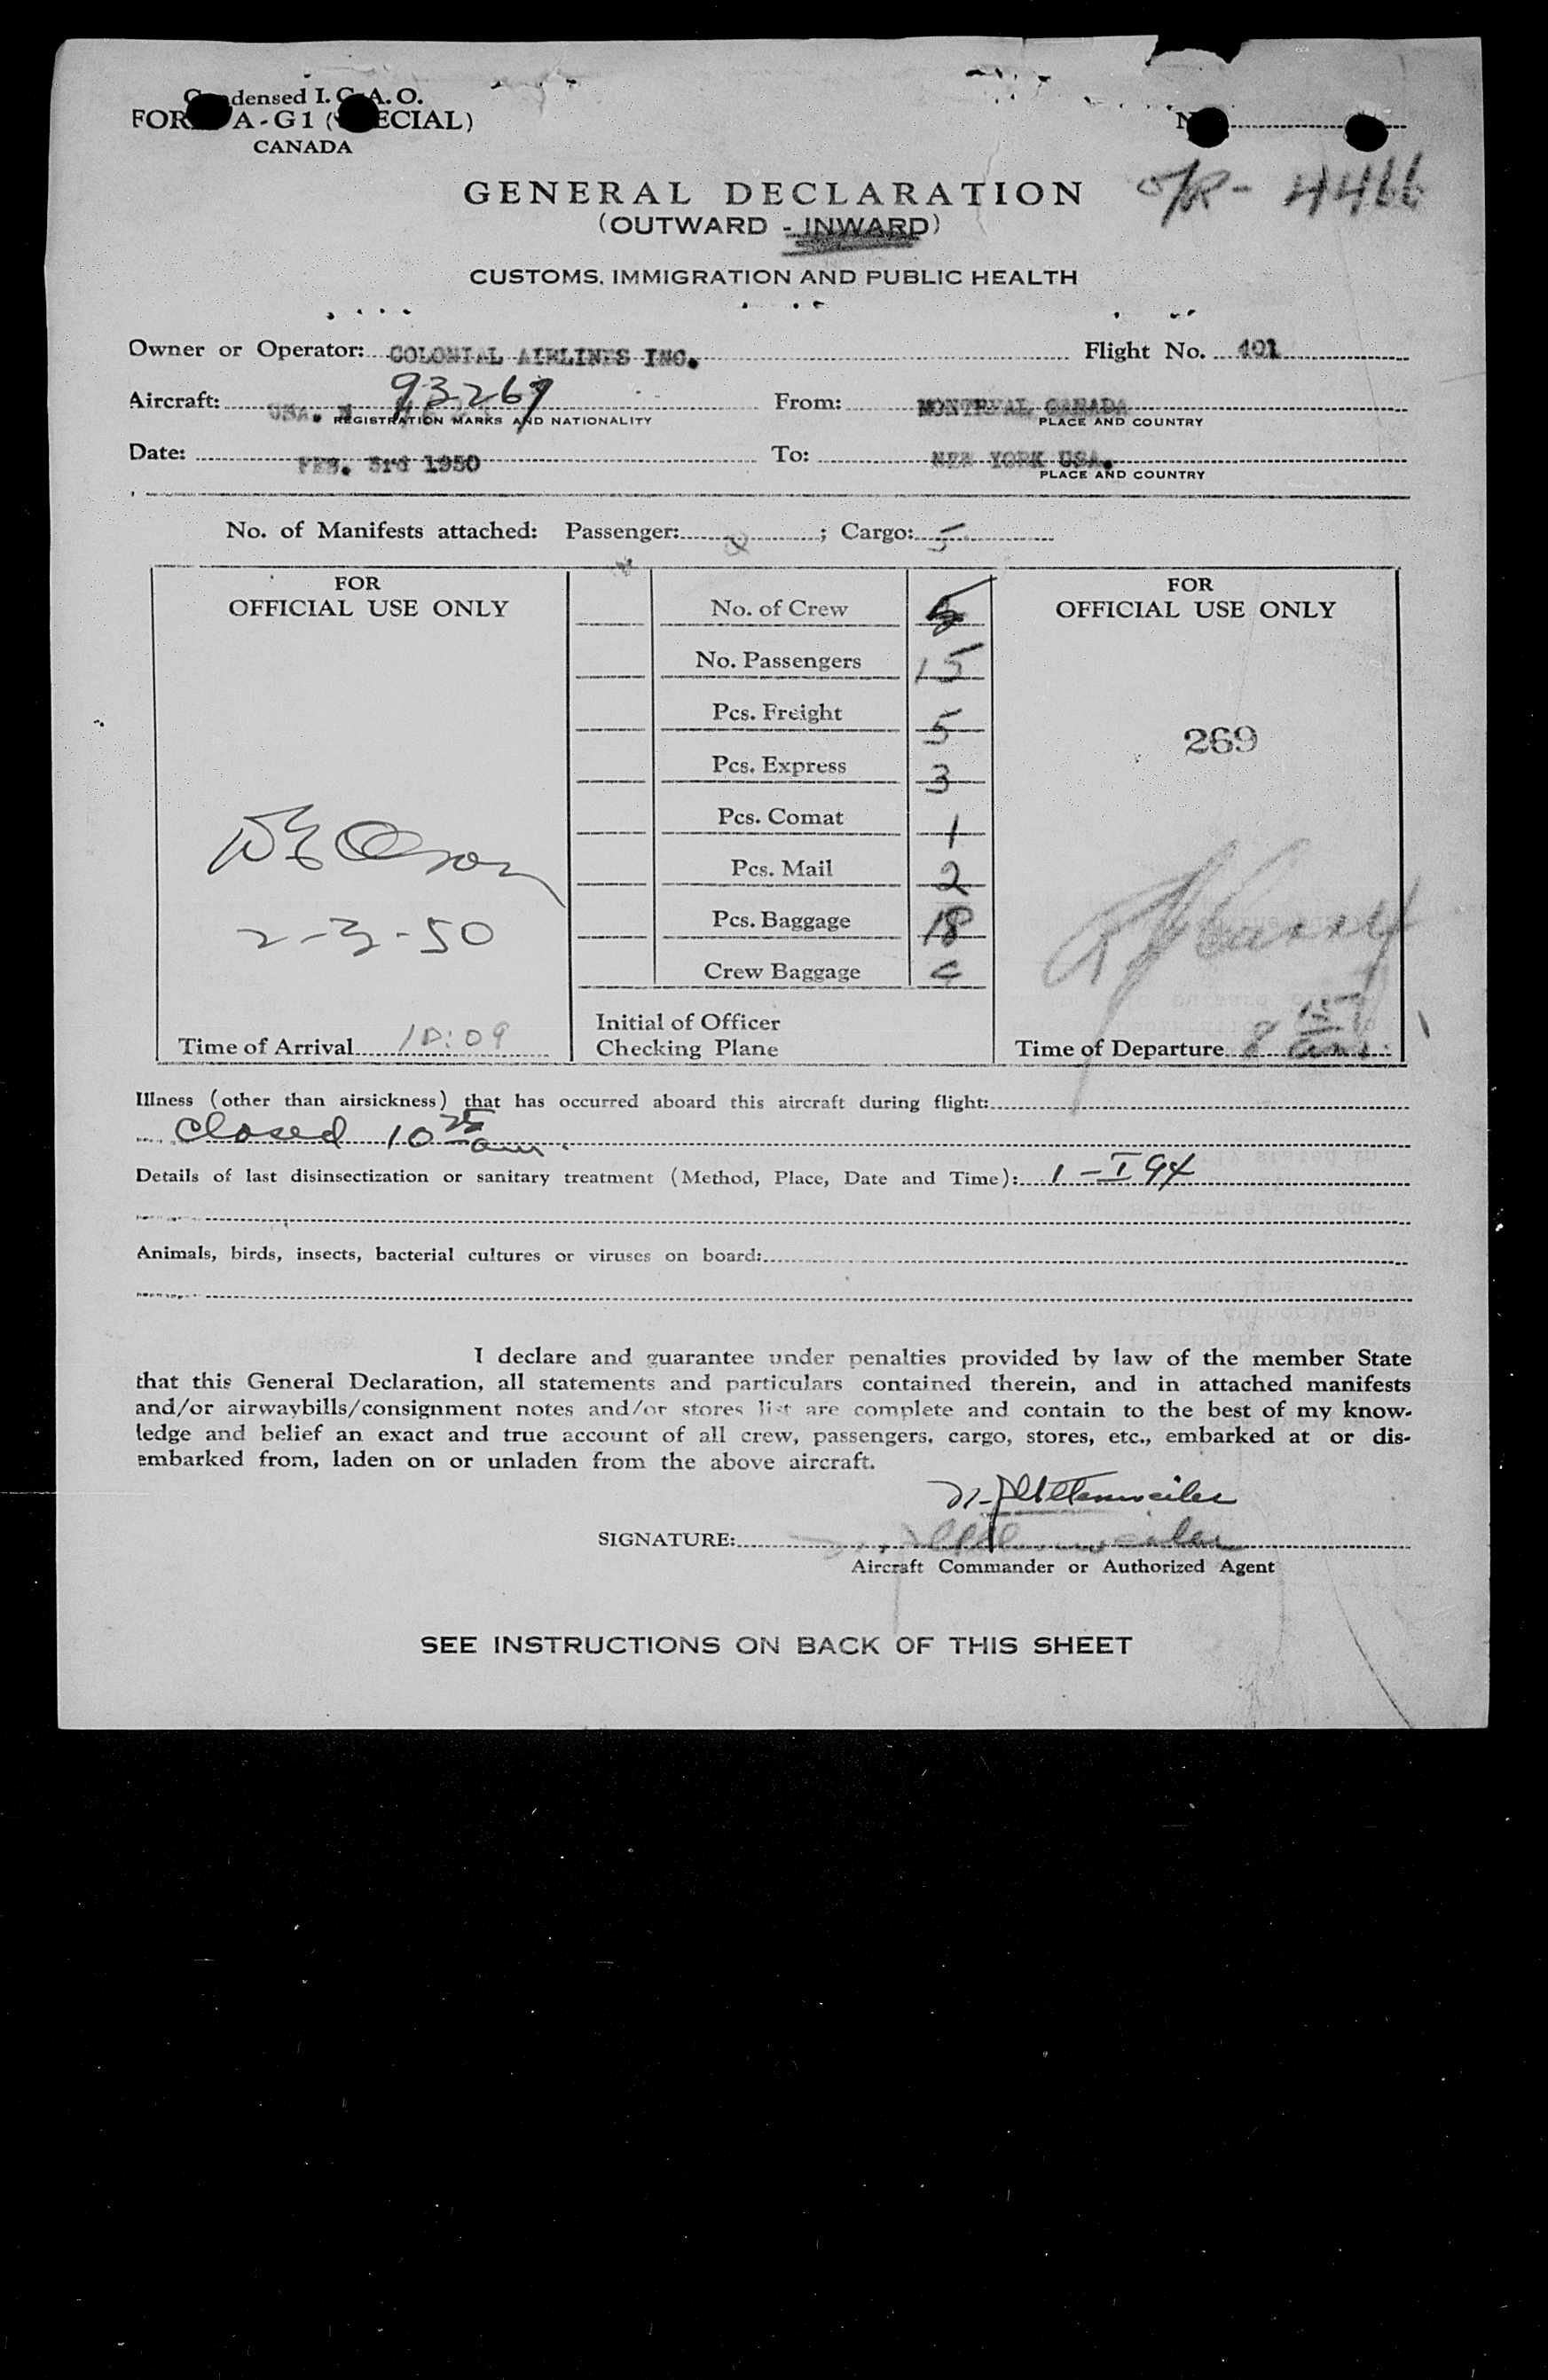 Condensed I.C.A.O.
FORM A-G1 (SPECIAL)
CANADA
No.
O/R - 4466
GENERAL DECLARATION
(OUTWARD - INWARD)
CUSTOMS, IMMIGRATION AND PUBLIC HEALTH
Owner or Operator: COLONIAL AIRLINES INC. Flight No. 401
Aircraft: USA. N 93267 From: MONTREAL CANADA
REGISTRATION MARKS AND NATIONALITY PLACE AND COUNTRY
Date: FEB. 3rd 1950 To: NEW YORK USA.
PLACE AND COUNTRY
No. of Manifests attached: Passenger: ; Cargo: 5
FOR
OFFICIAL USE ONLY
2-3-50
Time of Arrival 10:09
No. of Crew
No. Passengers 15
Pcs. Freight 5
Pcs. Express 3
Pcs. Comat 1
Pcs. Mail 2
Pcs. Baggage 18
Crew Baggage
Initial of Officer
Checking Plane
FOR
OFFICIAL USE ONLY
269
Time of Departure 8 am.
Illness (other than airsickness) that has occurred aboard this aircraft during flight:
Closed 10 25 am.
Details of last disinsectization or sanitary treatment (Method, Place, Date and Time): 1 - I 94
Animals, birds, insects, bacterial cultures or viruses on board:
I declare and guarantee under penalties provided by law of the member State
that this General Declaration, all statements and particulars contained therein, and in attached manifests
and/or airwaybills/consignment notes and/or stores list are complete and contain to the best of my know-
ledge and belief an exact and true account of all crew, passengers, cargo, stores, etc., embarked at or dis-
embarked from, laden on or unladen from the above aircraft.
SIGNATURE:
Aircraft Commander or Authorized Agent
SEE INSTRUCTIONS ON BACK OF THIS SHEET